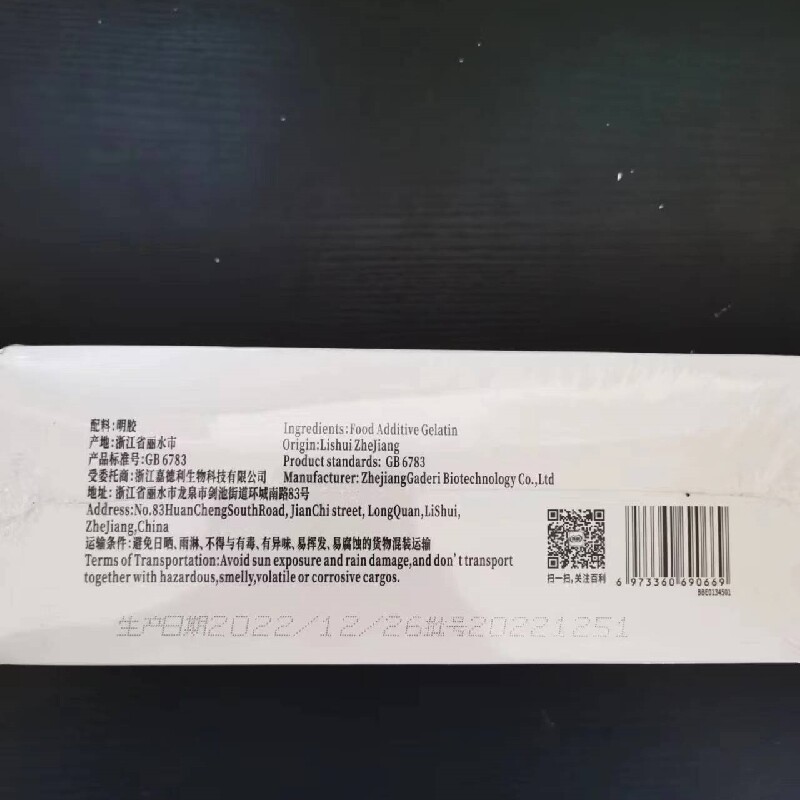 配料:明胶
Ingredients:Food Additive Gelatin
产地:浙江省丽水市
Origin:Lishui ZheJiang
产品标准号:GB 6783
Product standards: GB 6783
受委托商:浙江嘉德利生物科技有限公司
Manufacturer:ZhejiangGaderi Biotechnology Co.,Ltd
地址:浙江省丽水市龙泉市剑池街道环城南路83号
Address:No.83HuanChengSouthRoad, JianChi street, LongQuan,LiShui,
ZheJiang,China
运输条件:避免日晒、雨淋、不得与有毒、有异味、易挥发、易腐蚀的货物混装运输
Terms of Transportation:Avoid sun exposure and rain damage,and don't transport
together with hazardous,smelly,volatile or corrosive cargos.
扫一扫,关注百利
6 973360 690669
BBE0134501
生产日期2022/12/26批号20221251